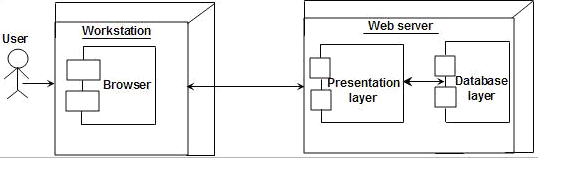 User
Workstation
Browser
Web server
Presentation
layer
Database
layer